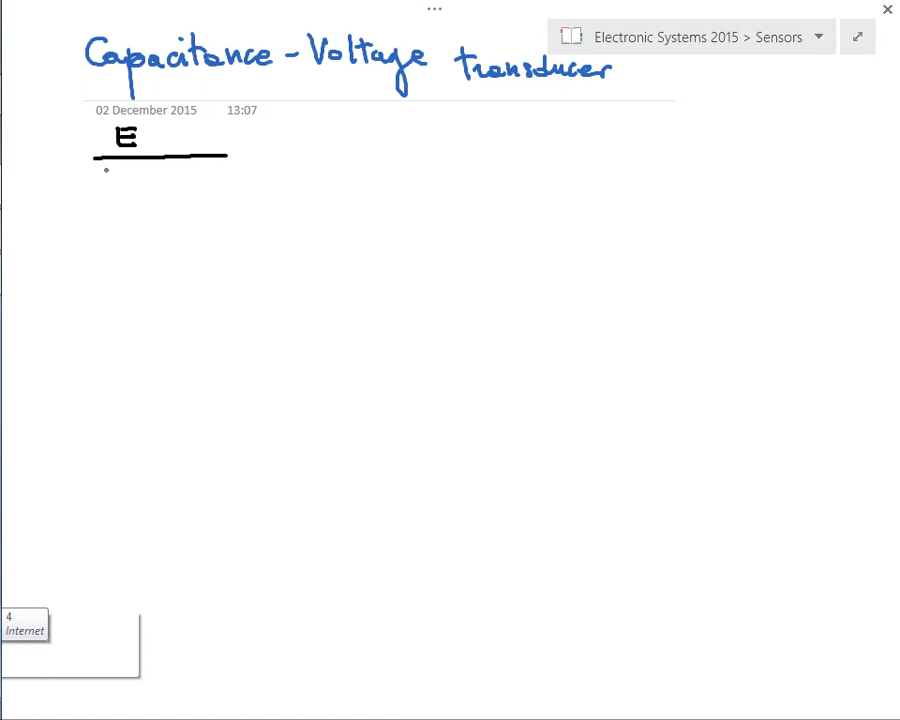 ...
Electronic Systems 2015 > Sensors
Capacitance - Voltage transducer
02 December 2015 13:07
E
4
Internet